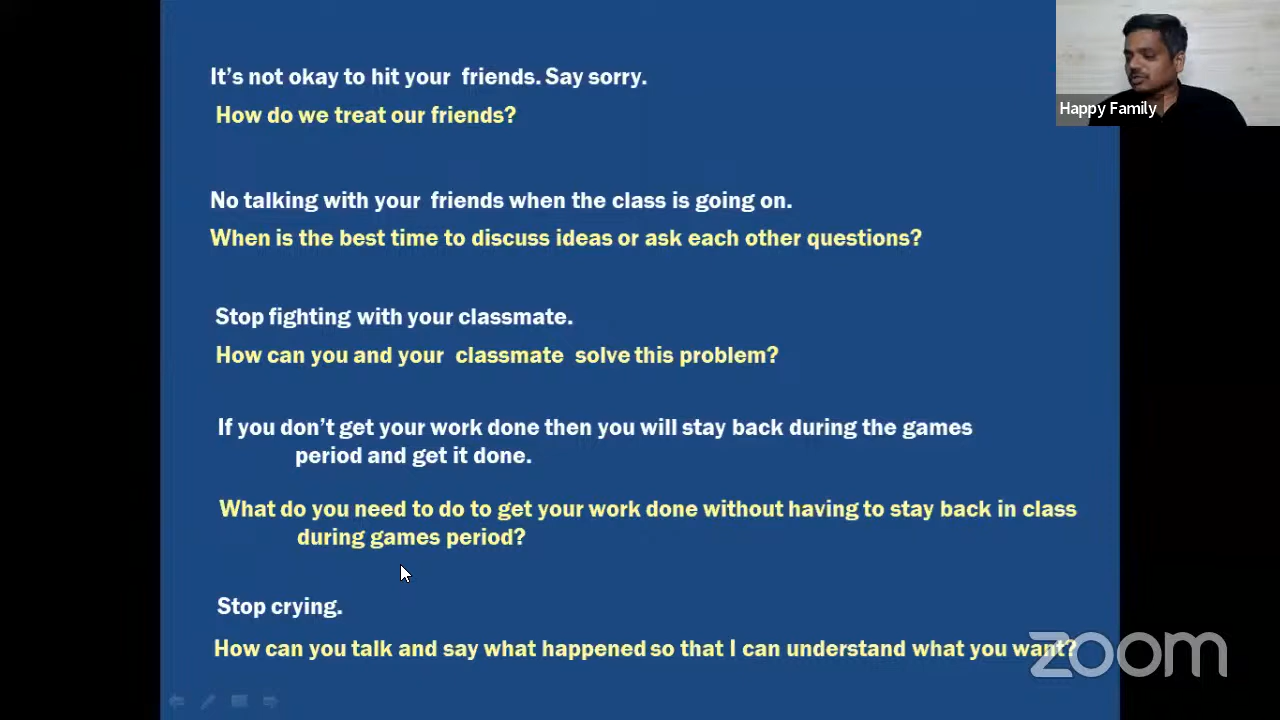 It's not okay to hit your friends. Say sorry.
How do we treat our friends?
Happy Family
No talking with your friends when the class is going on.
When is the best time to discuss ideas or ask each other questions?
Stop fighting with your classmate.
How can you and your classmate solve this problem?
If you don't get your work done then you will stay back during the games
period and get it done.
What do you need to do to get your work done without having to stay back in class
during games period?
Stop crying.
How can you talk and say what happened so that I can understand what you want?
zoom